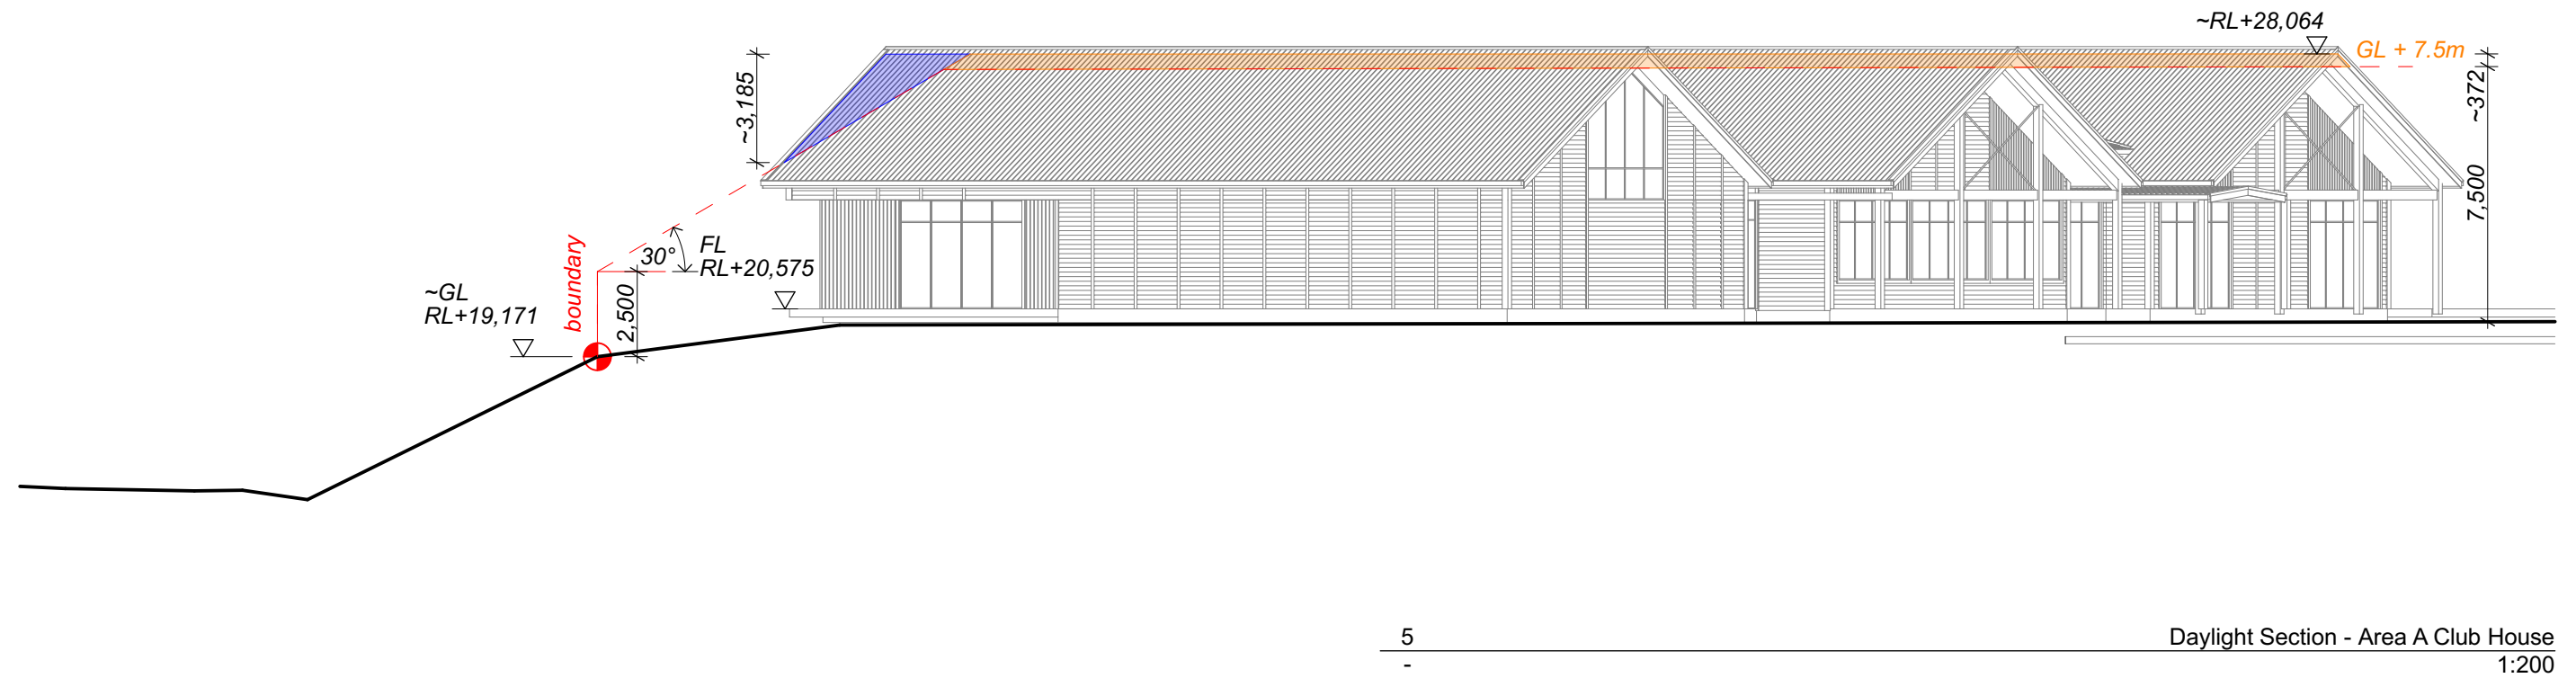 ~RL+28,064
GL + 7.5m
~3,185
~372
7,500
boundary
30°
FL
RL+20,575
2,500
~GL
RL+19,171
5
Daylight Section - Area A Club House
-
1:200